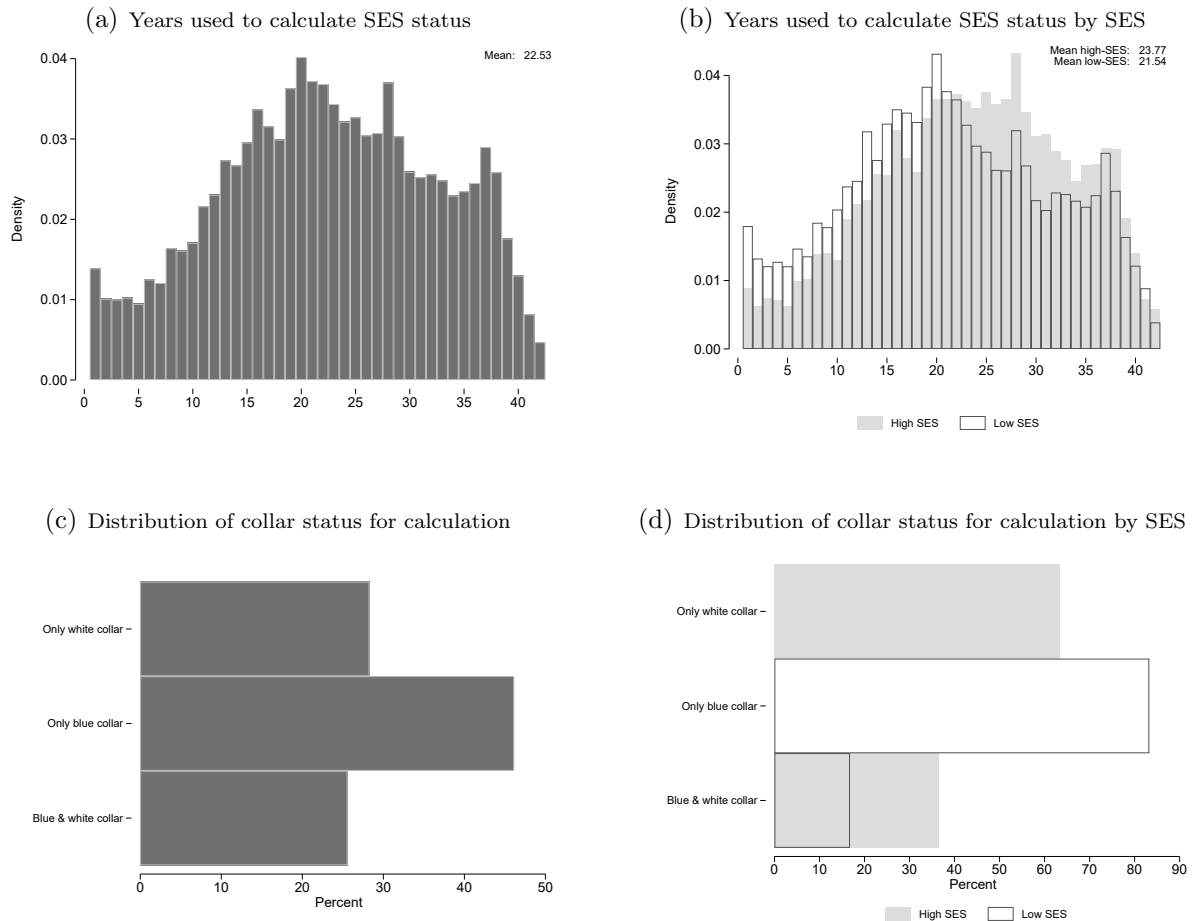 (a) Years used to calculate SES status
Mean: 22.53
0.04
0.03
0.02
0.01
0.00
Density
0 5 10 15 20 25 30 35 40
(b) Years used to calculate SES status by SES
Mean high-SES: 23.77
Mean low-SES: 21.54
0.04
0.03
0.02
0.01
0.00
Density
0 5 10 15 20 25 30 35 40
High SES Low SES
(c) Distribution of collar status for calculation
Only white collar
Only blue collar
Blue & white collar
0 10 20 30 40 50
Percent
(d) Distribution of collar status for calculation by SES
Only white collar
Only blue collar
Blue & white collar
0 10 20 30 40 50 60 70 80 90
Percent
High SES Low SES